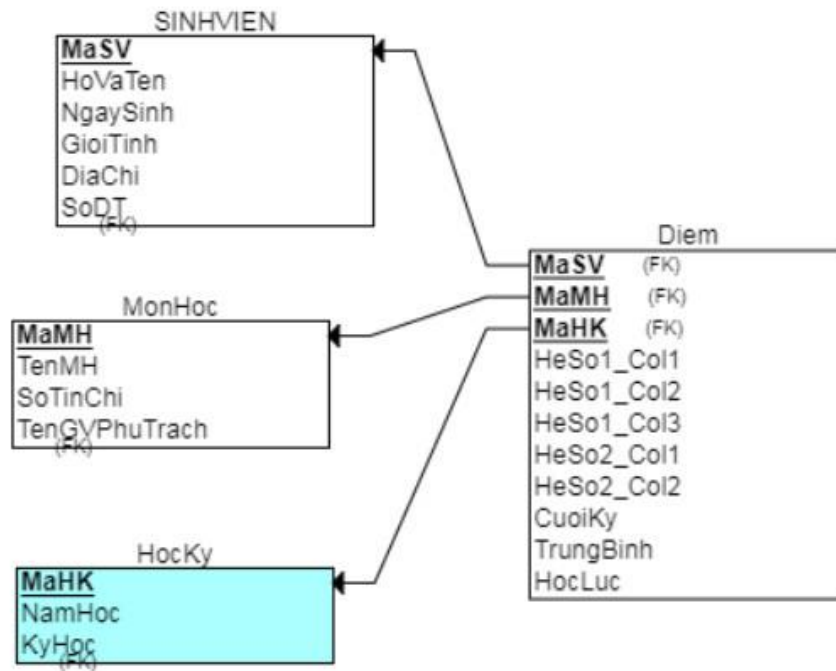 SINHVIEN
MaSV
HoVaTen
NgaySinh
GioiTinh
DiaChi
SoDT
(FK)
MonHoc
MaMH
TenMH
SoTinChi
TenGVPhuTrach
(FK)
HocKy
MaHK
NamHoc
KyHoc
(FK)
Diem
MaSV (FK)
MaMH (FK)
MaHK (FK)
HeSo1_Col1
HeSo1_Col2
HeSo1_Col3
HeSo2_Col1
HeSo2_Col2
CuoiKy
TrungBinh
HocLuc